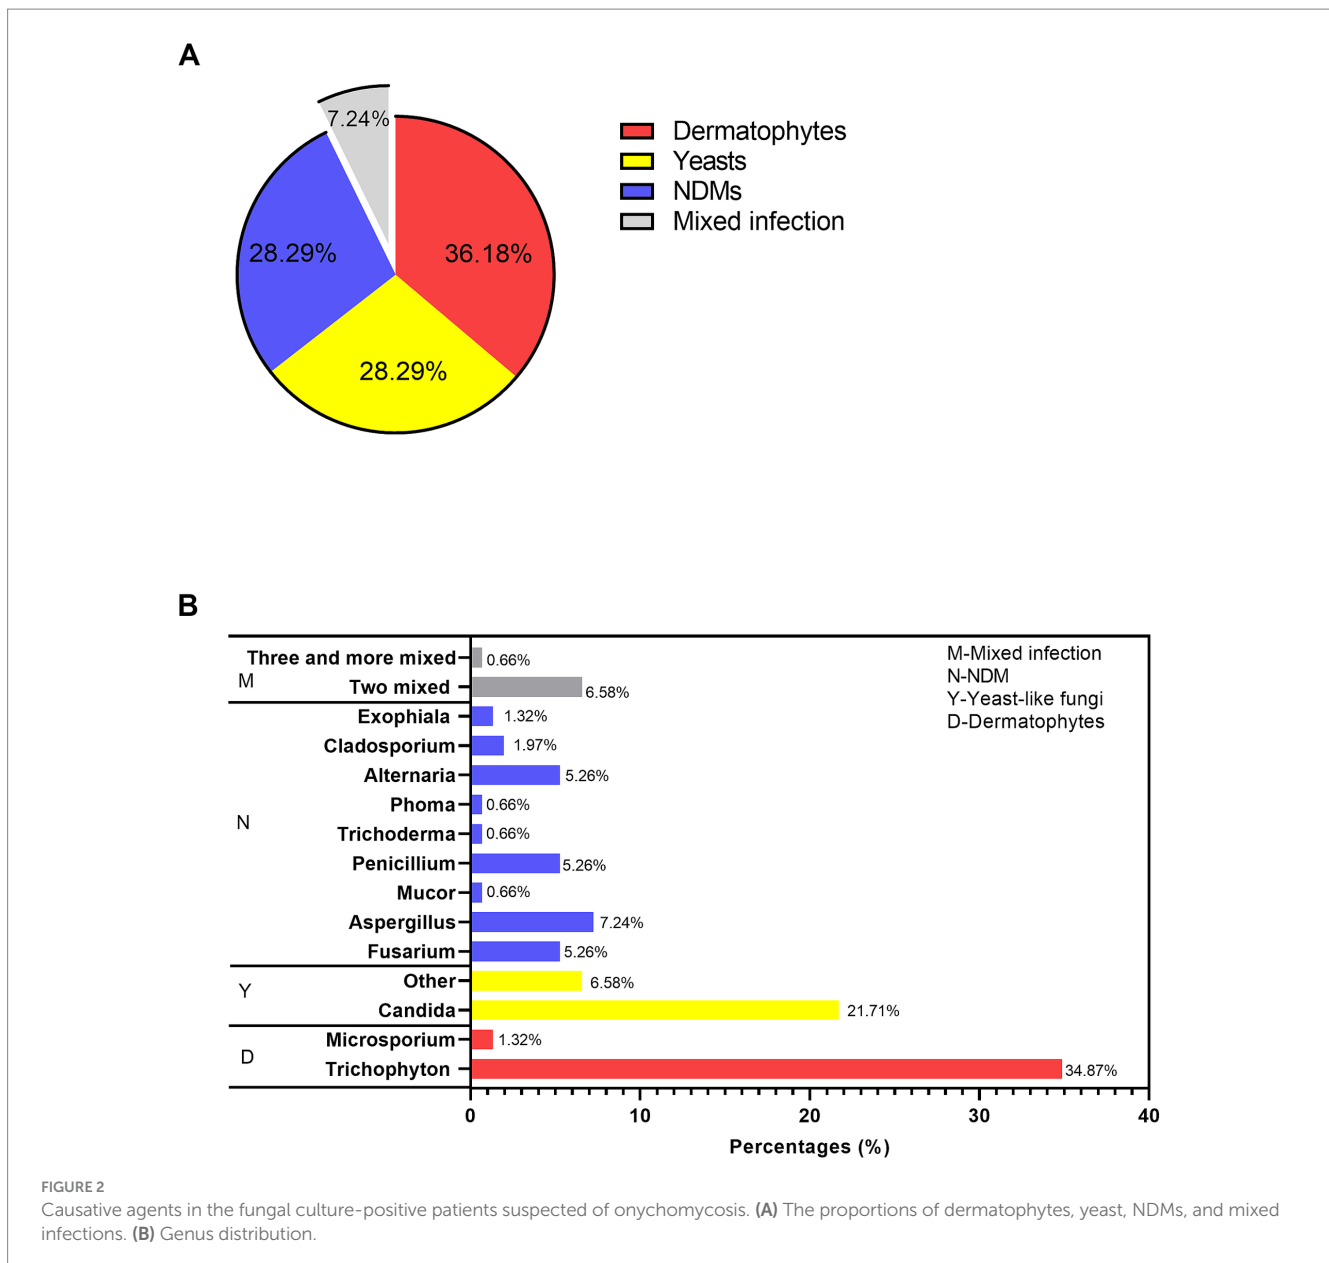 A
7.24%
28.29%
36.18%
28.29%
Dermatophytes
Yeasts
NDMs
Mixed infection
B
M-Mixed infection
N-NDM
Y-Yeast-like fungi
D-Dermatophytes
M
Three and more mixed 0.66%
Two mixed 6.58%
N
Exophiala 1.32%
Cladosporium 1.97%
Alternaria 5.26%
Phoma 0.66%
Trichoderma 0.66%
Penicillium 5.26%
Mucor 0.66%
Aspergillus 7.24%
Fusarium 5.26%
Y
Other 6.58%
Candida 21.71%
D
Microsporium 1.32%
Trichophyton 34.87%
0 10 20 30 40
Percentages (%)
FIGURE 2
Causative agents in the fungal culture-positive patients suspected of onychomycosis. (A) The proportions of dermatophytes, yeast, NDMs, and mixed
infections. (B) Genus distribution.